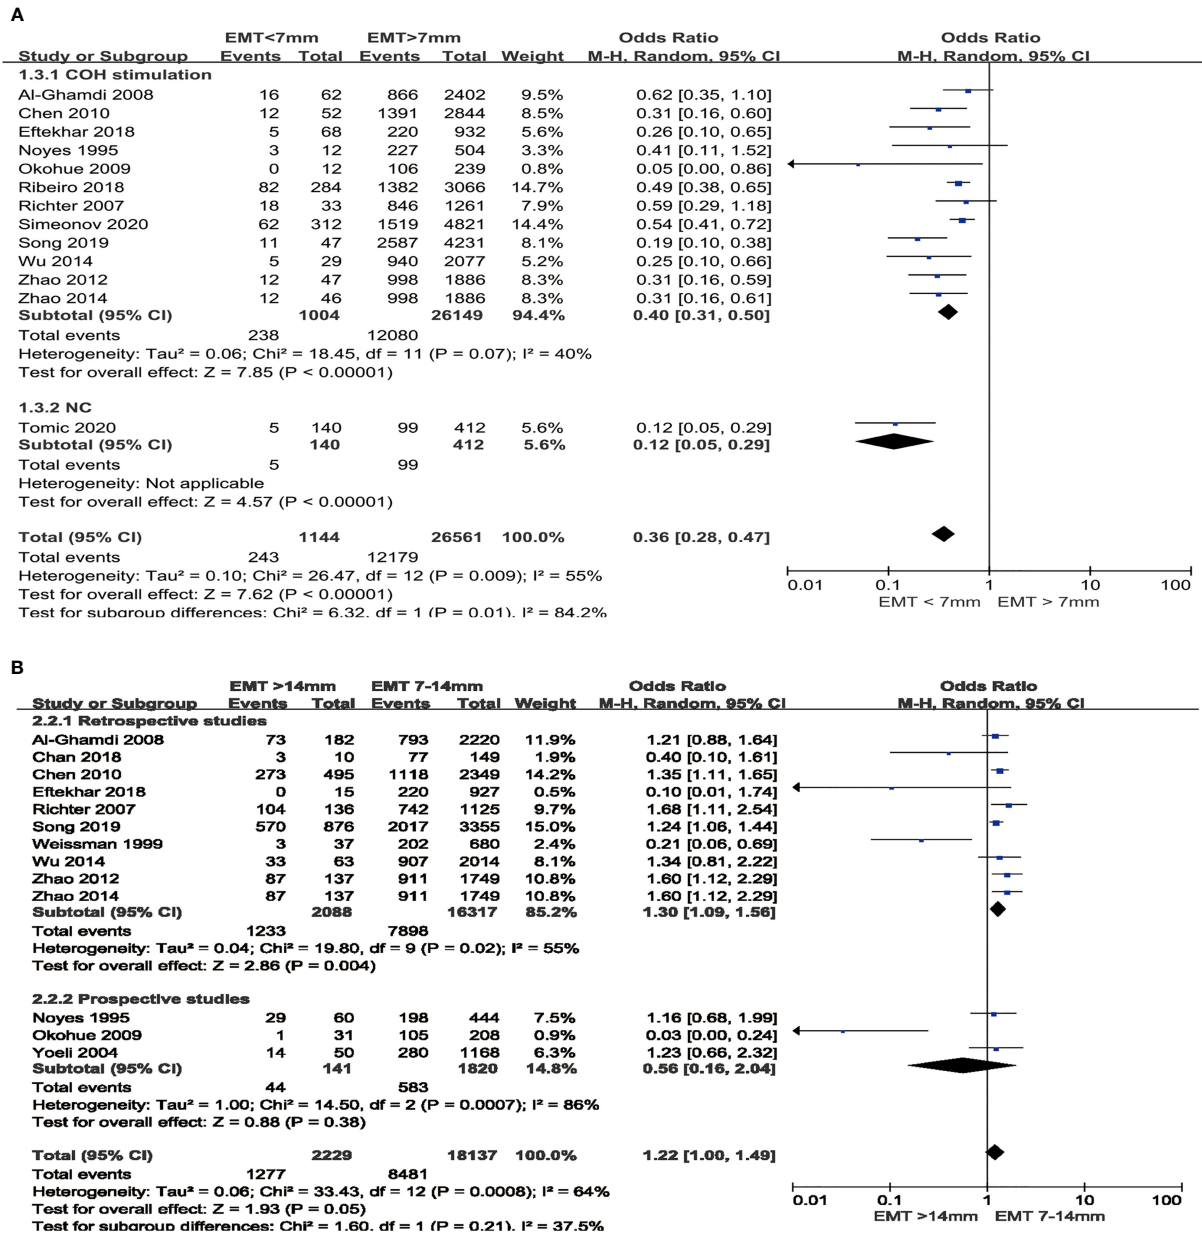 A
EMT<7mm EMT>7mm Odds Ratio Odds Ratio
Study or Subgroup Events Total Events Total Weight M-H, Random, 95% CI M-H, Random, 95% CI
1.3.1 COH stimulation
Al-Ghamdi 2008 16 62 866 2402 9.5% 0.62 [0.35, 1.10]
Chen 2010 12 52 1391 2844 8.5% 0.31 [0.16, 0.60]
Eftekhar 2018 5 68 220 932 5.6% 0.26 [0.10, 0.65]
Noyes 1995 3 12 227 504 3.3% 0.41 [0.11, 1.52]
Okohue 2009 0 12 106 239 0.8% 0.05 [0.00, 0.86]
Ribeiro 2018 82 284 1382 3066 14.7% 0.49 [0.38, 0.65]
Richter 2007 18 33 846 1261 7.9% 0.59 [0.29, 1.18]
Simeonov 2020 62 312 1519 4821 14.4% 0.54 [0.41, 0.72]
Song 2019 11 47 2587 4231 8.1% 0.19 [0.10, 0.38]
Wu 2014 5 29 940 2077 5.2% 0.25 [0.10, 0.66]
Zhao 2012 12 47 998 1886 8.3% 0.31 [0.16, 0.59]
Zhao 2014 12 46 998 1886 8.3% 0.31 [0.16, 0.61]
Subtotal (95% CI) 1004 26149 94.4% 0.40 [0.31, 0.50]
Total events 238 12080
Heterogeneity: Tau² = 0.06; Chi² = 18.45, df = 11 (P = 0.07); I² = 40%
Test for overall effect: Z = 7.85 (P < 0.00001)
1.3.2 NC
Tomic 2020 5 140 99 412 5.6% 0.12 [0.05, 0.29]
Subtotal (95% CI) 140 412 5.6% 0.12 [0.05, 0.29]
Total events 5 99
Heterogeneity: Not applicable
Test for overall effect: Z = 4.57 (P < 0.00001)
Total (95% CI) 1144 26561 100.0% 0.36 [0.28, 0.47]
Total events 243 12179
Heterogeneity: Tau² = 0.10; Chi² = 26.47, df = 12 (P = 0.009); I² = 55%
Test for overall effect: Z = 7.62 (P < 0.00001)
Test for subgroup differences: Chi² = 6.32, df = 1 (P = 0.01), I² = 84.2%
0.01 0.1 1 10 100
EMT < 7mm EMT > 7mm
B
EMT >14mm EMT 7-14mm Odds Ratio Odds Ratio
Study or Subgroup Events Total Events Total Weight M-H, Random, 95% CI M-H, Random, 95% CI
2.2.1 Retrospective studies
Al-Ghamdi 2008 73 182 793 2220 11.9% 1.21 [0.88, 1.64]
Chan 2018 3 10 77 149 1.9% 0.40 [0.10, 1.61]
Chen 2010 273 495 1118 2349 14.2% 1.35 [1.11, 1.65]
Eftekhar 2018 0 15 220 927 0.5% 0.10 [0.01, 1.74]
Richter 2007 104 136 742 1125 9.7% 1.68 [1.11, 2.54]
Song 2019 570 876 2017 3355 15.0% 1.24 [1.06, 1.44]
Weissman 1999 3 37 202 680 2.4% 0.21 [0.06, 0.69]
Wu 2014 33 63 907 2014 8.1% 1.34 [0.81, 2.22]
Zhao 2012 87 137 911 1749 10.8% 1.60 [1.12, 2.29]
Zhao 2014 87 137 911 1749 10.8% 1.60 [1.12, 2.29]
Subtotal (95% CI) 2088 16317 85.2% 1.30 [1.09, 1.56]
Total events 1233 7898
Heterogeneity: Tau² = 0.04; Chi² = 19.80, df = 9 (P = 0.02); I² = 55%
Test for overall effect: Z = 2.86 (P = 0.004)
2.2.2 Prospective studies
Noyes 1995 29 60 198 444 7.5% 1.16 [0.68, 1.99]
Okohue 2009 1 31 105 208 0.9% 0.03 [0.00, 0.24]
Yoeli 2004 14 50 280 1168 6.3% 1.23 [0.66, 2.32]
Subtotal (95% CI) 141 1820 14.8% 0.56 [0.16, 2.04]
Total events 44 583
Heterogeneity: Tau² = 1.00; Chi² = 14.50, df = 2 (P = 0.0007); I² = 86%
Test for overall effect: Z = 0.88 (P = 0.38)
Total (95% CI) 2229 18137 100.0% 1.22 [1.00, 1.49]
Total events 1277 8481
Heterogeneity: Tau² = 0.06; Chi² = 33.43, df = 12 (P = 0.0008); I² = 64%
Test for overall effect: Z = 1.93 (P = 0.05)
Test for subgroup differences: Chi² = 1.60, df = 1 (P = 0.21), I² = 37.5%
0.01 0.1 1 10 100
EMT >14mm EMT 7-14mm